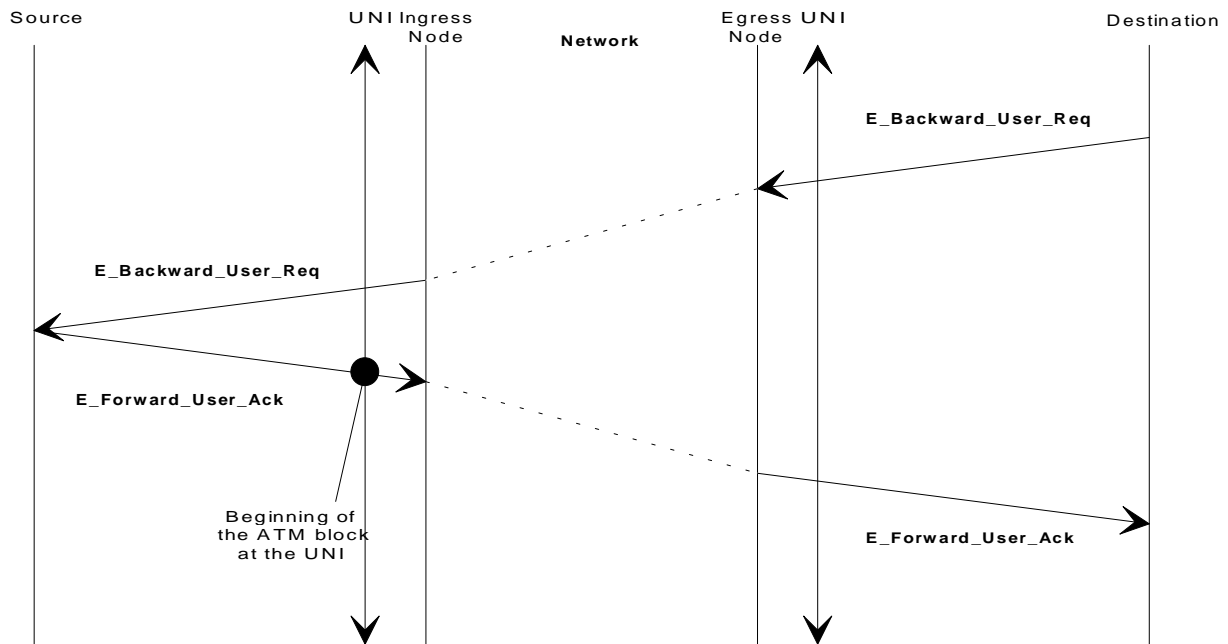 Source
UNI Ingress
Node
Network
Egress UNI
Node
Destination
E_Backward_User_Req
E_Backward_User_Req
E_Forward_User_Ack
Beginning of
the ATM block
at the UNI
E_Forward_User_Ack